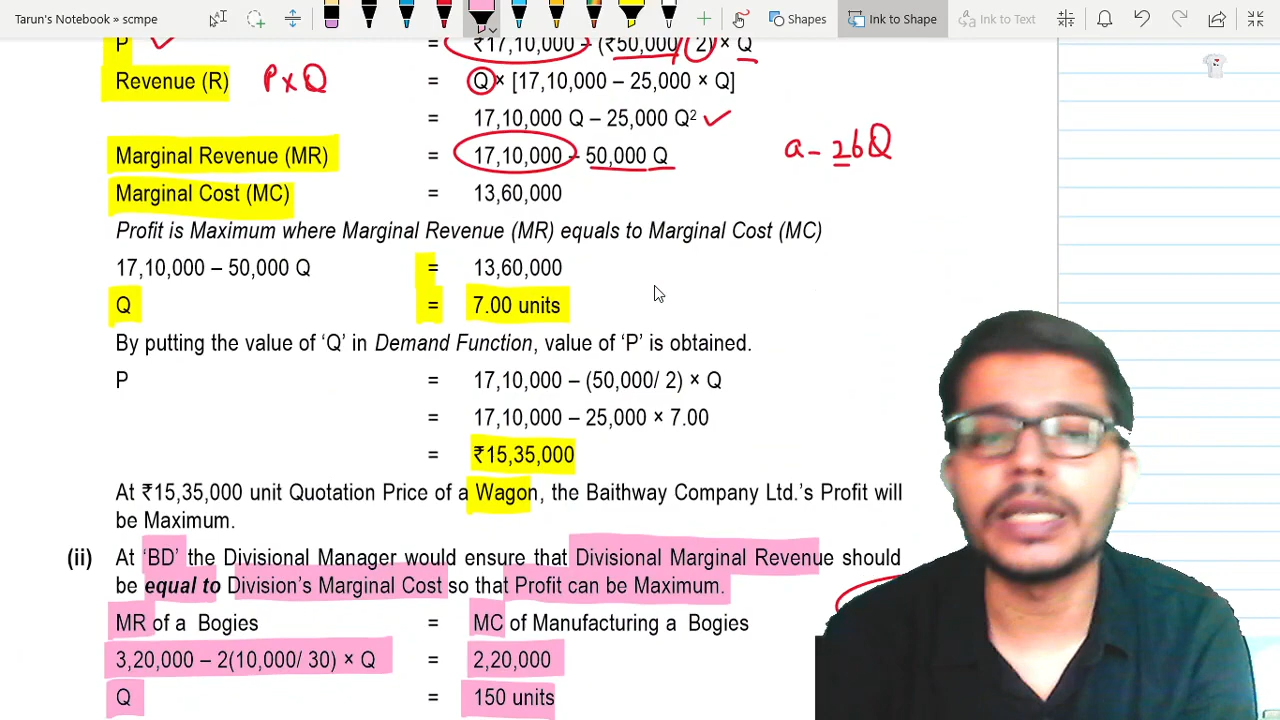 Tarun's Notebook » scmpe
Shapes
Ink to Shape
Ink to Text
P = ₹17,10,000 – (₹50,000/ 2) × Q
Revenue (R) P x Q = Q × [17,10,000 – 25,000 × Q]
= 17,10,000 Q – 25,000 Q²
Marginal Revenue (MR) = 17,10,000 – 50,000 Q a - 2bQ
Marginal Cost (MC) = 13,60,000
Profit is Maximum where Marginal Revenue (MR) equals to Marginal Cost (MC)
17,10,000 – 50,000 Q = 13,60,000
Q = 7.00 units
By putting the value of ‘Q’ in Demand Function, value of ‘P’ is obtained.
P = 17,10,000 – (50,000/ 2) × Q
= 17,10,000 – 25,000 × 7.00
= ₹15,35,000
At ₹15,35,000 unit Quotation Price of a Wagon, the Baithway Company Ltd.’s Profit will
be Maximum.
(ii) At ‘BD’ the Divisional Manager would ensure that Divisional Marginal Revenue should
be equal to Division’s Marginal Cost so that Profit can be Maximum.
MR of a Bogies = MC of Manufacturing a Bogies
3,20,000 – 2(10,000/ 30) × Q = 2,20,000
Q = 150 units